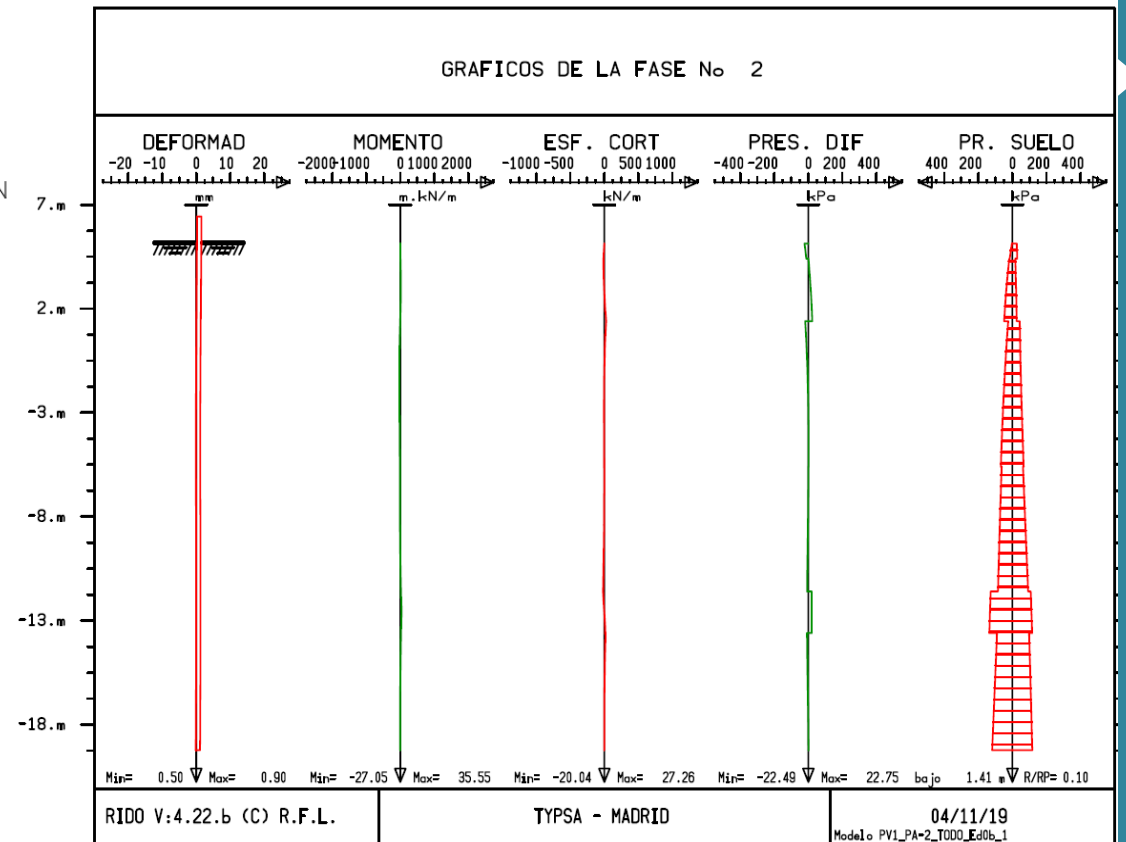 GRAFICOS DE LA FASE No 2
DEFORMAD MOMENTO ESF. CORT PRES. DIF PR. SUELO
-20 -10 0 10 20 -2000-1000 0 1000 2000 -1000-500 0 500 1000 -400-200 0 200 400 400 200 0 200 400
mm m.kN/m kN/m kPa kPa
N
7.m
2.m
-3.m
-8.m
-13.m
-18.m
Min= 0.50 Max= 0.90 Min= -27.05 Max= 35.55 Min= -20.04 Max= 27.26 Min= -22.49 Max= 22.75 bajo 1.41 m R/RP= 0.10
RIDO V:4.22.b (C) R.F.L. TYPSA - MADRID 04/11/19
Modelo PV1_PA-2_TODO_Ed0b_1